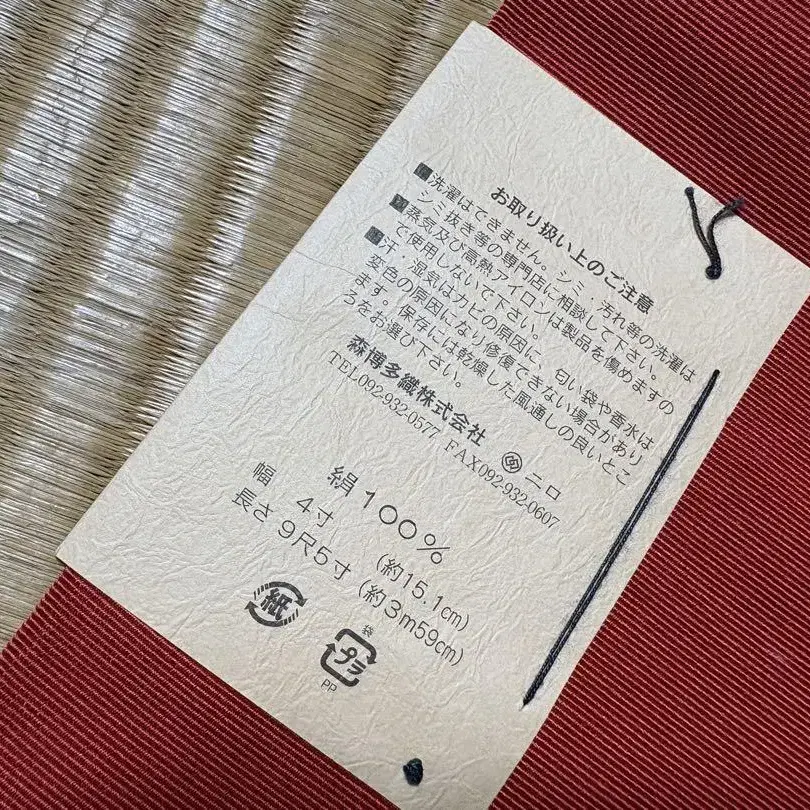 お取り扱い上のご注意
■洗濯はできません。シミ・汚れ等の洗濯は
シミ抜き等の専門店に相談して下さい。
■蒸気及び高熱アイロンは製品を傷めますの
で使用しないで下さい。
■汗・湿気はカビの原因に、匂い袋や香水は
変色の原因になり修復できない場合があり
ます。保存には乾燥した風通しの良いとこ
ろをお選び下さい。
森博多織株式会社 ニロ
TEL092-932-0577 FAX092-932-0607
絹100%
幅 4寸 (約15.1cm)
長さ 9尺5寸 (約3m59cm)
紙
袋
プラ
PP